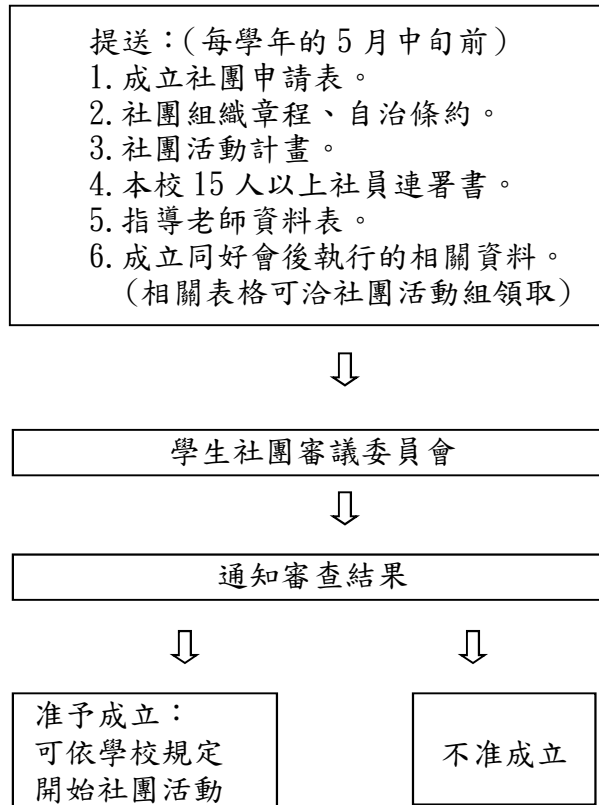 提送：(每學年的 5 月中旬前)
1.成立社團申請表。
2.社團組織章程、自治條約。
3.社團活動計畫。
4.本校 15 人以上社員連署書。
5.指導老師資料表。
6.成立同好會後執行的相關資料。
(相關表格可洽社團活動組領取)
學生社團審議委員會
通知審查結果
准予成立：
可依學校規定
開始社團活動
不准成立